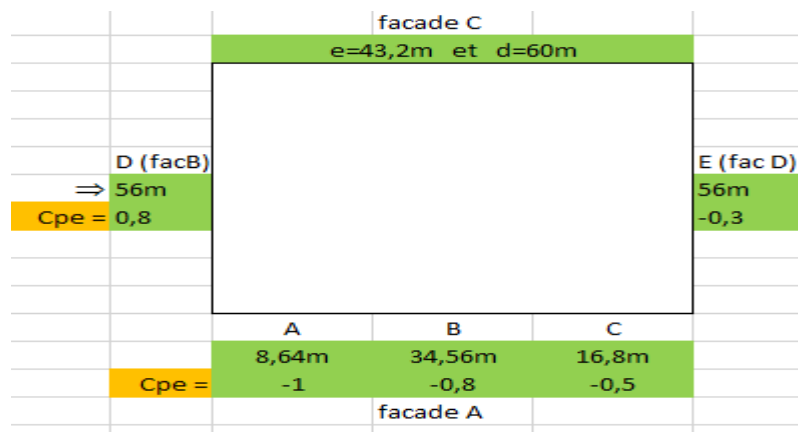 facade C
e=43,2m et d=60m
D (facB) E (fac D)
⇒ 56m 56m
Cpe = 0,8 -0,3
A B C
8,64m 34,56m 16,8m
Cpe = -1 -0,8 -0,5
facade A